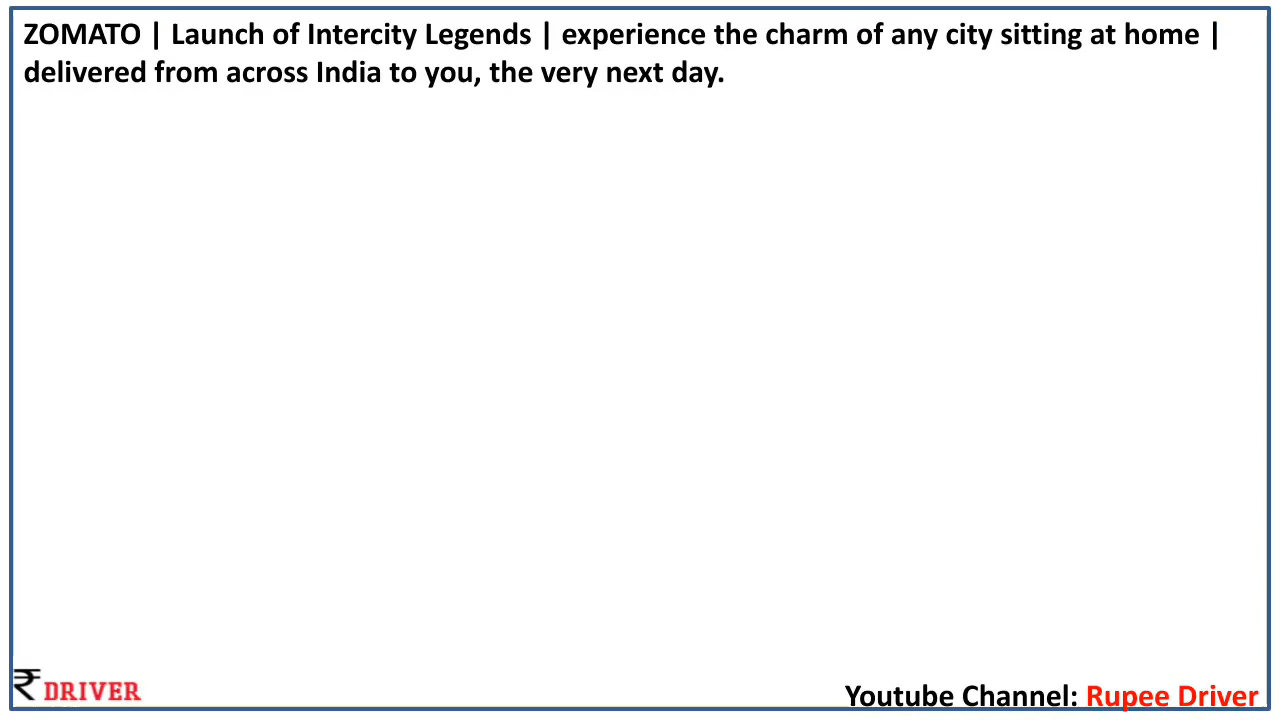 ZOMATO | Launch of Intercity Legends | experience the charm of any city sitting at home |
delivered from across India to you, the very next day.
₹ DRIVER
Youtube Channel: Rupee Driver